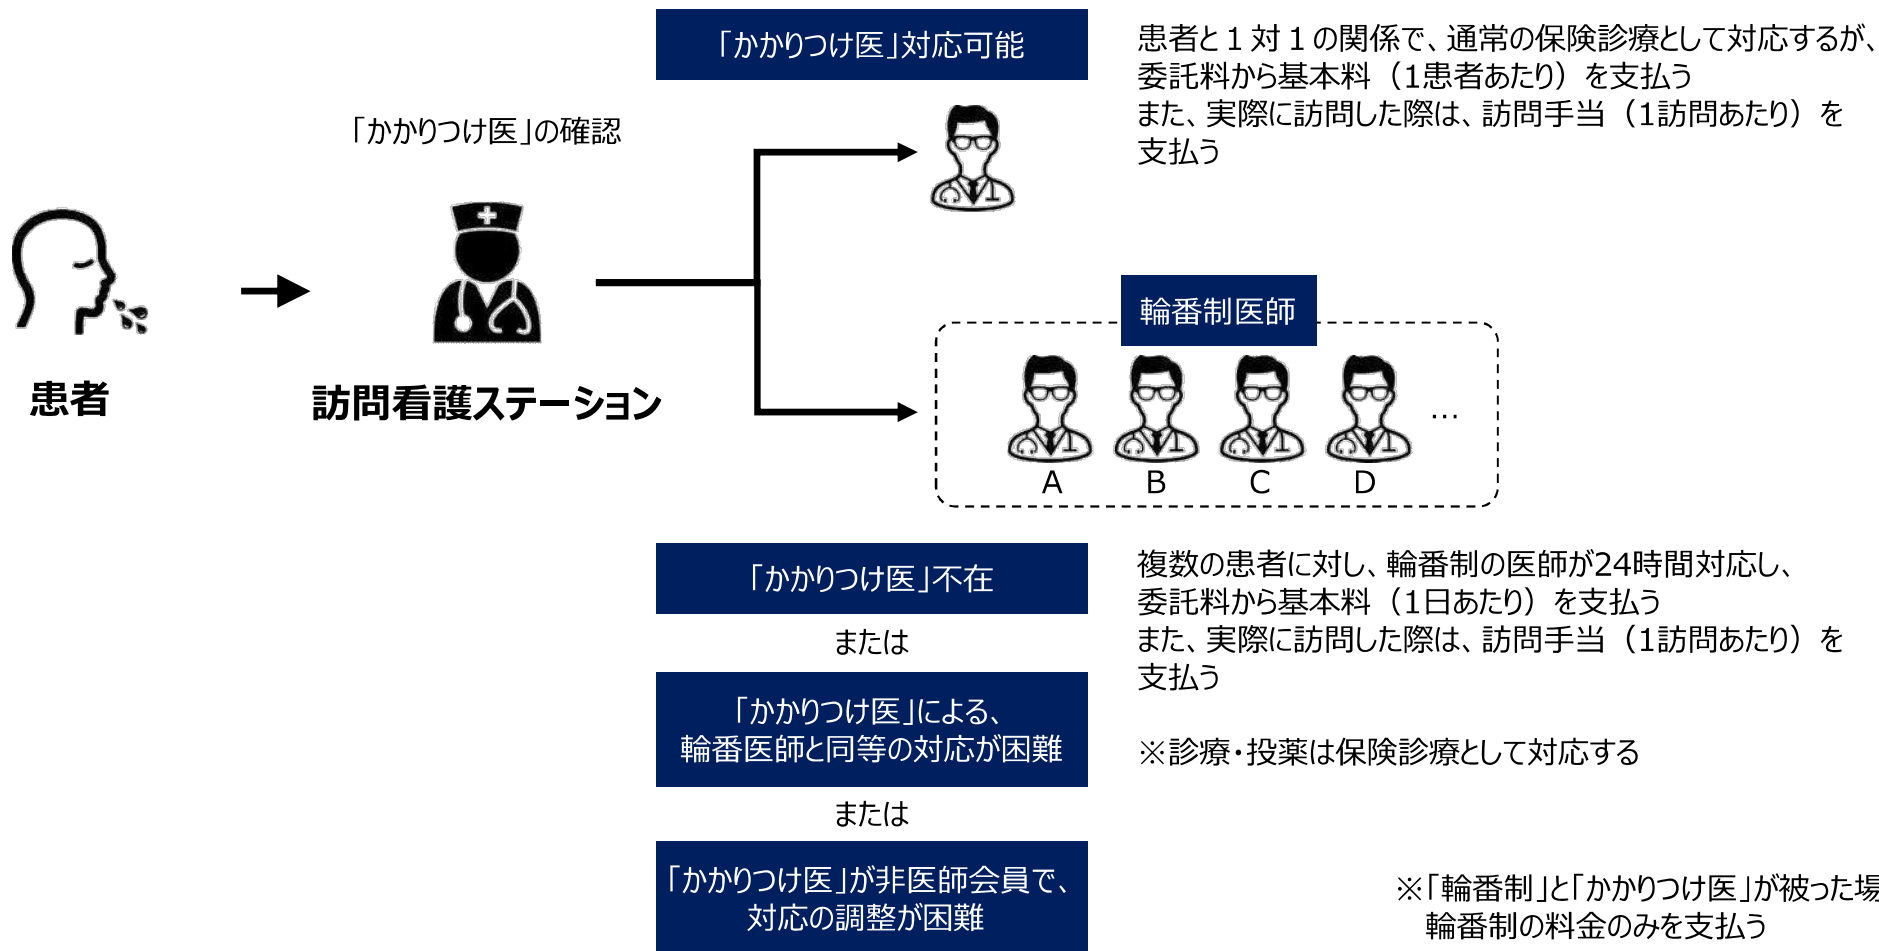 「かかりつけ医」対応可能
患者と１対１の関係で、通常の保険診療として対応するが、
委託料から基本料（1患者あたり）を支払う
また、実際に訪問した際は、訪問手当（1訪問あたり）を
支払う
「かかりつけ医」の確認
患者
訪問看護ステーション
輪番制医師
A B C D …
「かかりつけ医」不在
または
「かかりつけ医」による、
輪番医師と同等の対応が困難
または
「かかりつけ医」が非医師会員で、
対応の調整が困難
複数の患者に対し、輪番制の医師が24時間対応し、
委託料から基本料（1日あたり）を支払う
また、実際に訪問した際は、訪問手当（1訪問あたり）を
支払う
※診療・投薬は保険診療として対応する
※「輪番制」と「かかりつけ医」が被った場
輪番制の料金のみを支払う